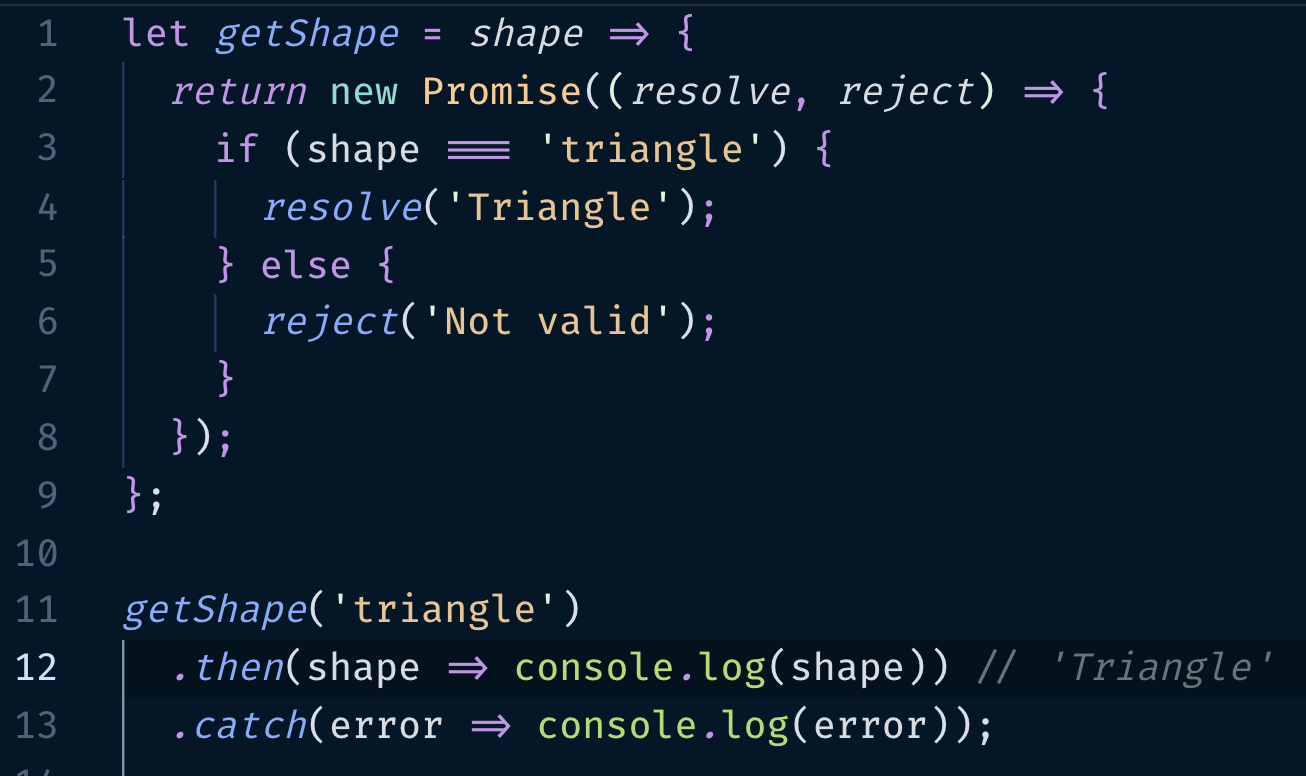 1 let getShape = shape => {
2 return new Promise((resolve, reject) => {
3 if (shape === 'triangle') {
4 resolve('Triangle');
5 } else {
6 reject('Not valid');
7 }
8 });
9 };
10
11 getShape('triangle')
12 .then(shape => console.log(shape)) // 'Triangle'
13 .catch(error => console.log(error));